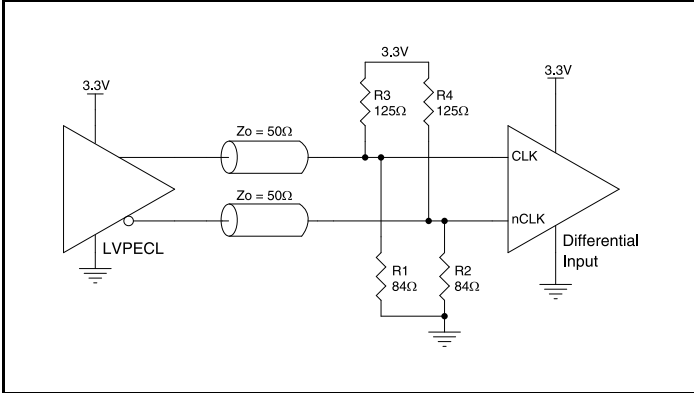 3.3V
R3
125Ω
R4
125Ω
3.3V
3.3V
Zo = 50Ω
CLK
Zo = 50Ω
nCLK
LVPECL
Differential
Input
R1
84Ω
R2
84Ω